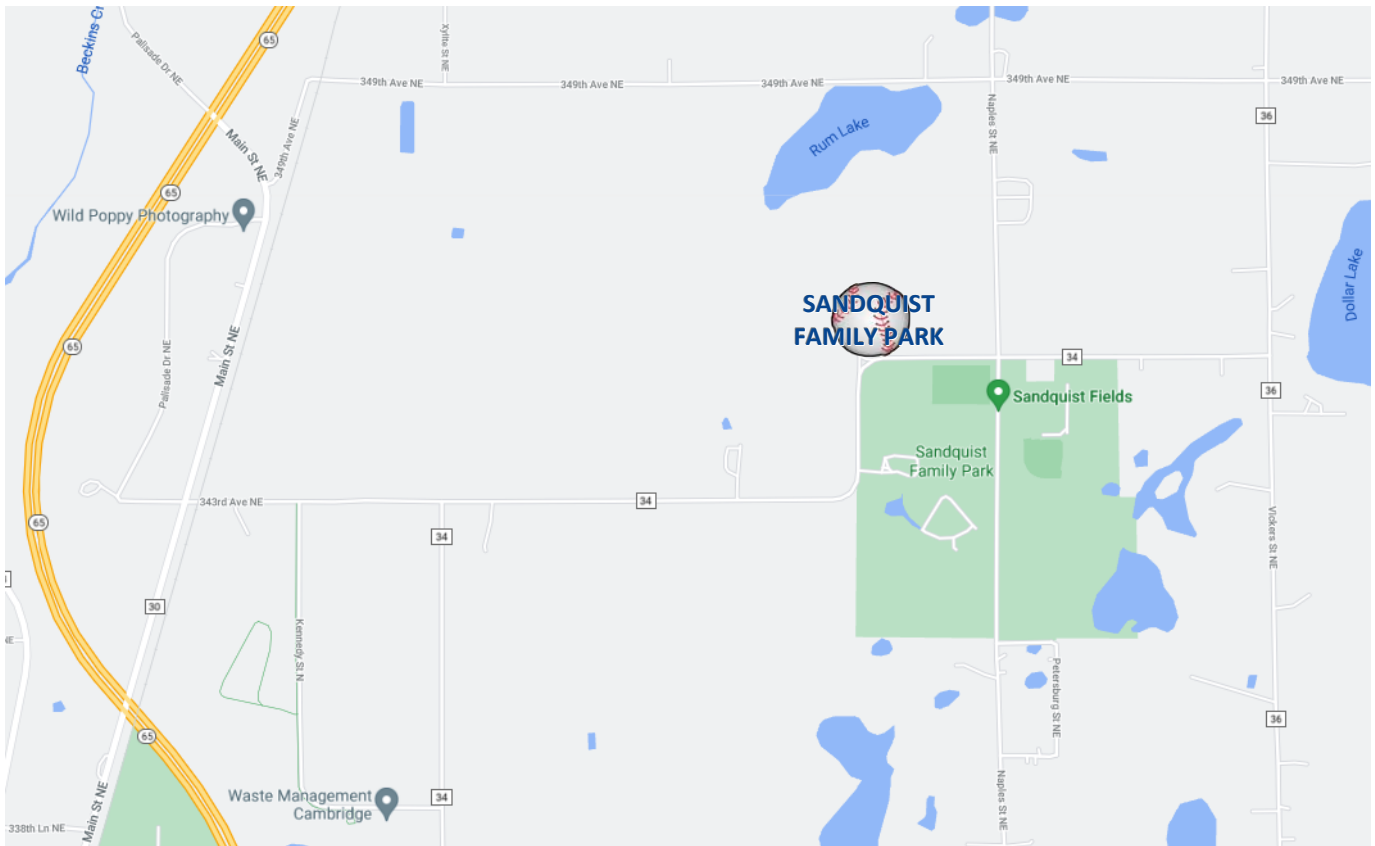 Beckins Cr
65
Palisade Dr NE
Xylite St NE
349th Ave NE
349th Ave NE
349th Ave NE
349th Ave NE
349th Ave NE
Naples St NE
36
Rum Lake
Main St NE
349th Ave NE
65
Wild Poppy Photography
Dollar Lake
SANDQUIST
FAMILY PARK
65
Main St NE
Palisade Dr NE
34
36
Sandquist Fields
Sandquist
Family Park
343rd Ave NE
34
65
34
Vickers St NE
30
Kennedy St N
NE
Petersburg St NE
65
36
Waste Management
Cambridge
34
Naples St NE
338th Ln NE
Main St NE